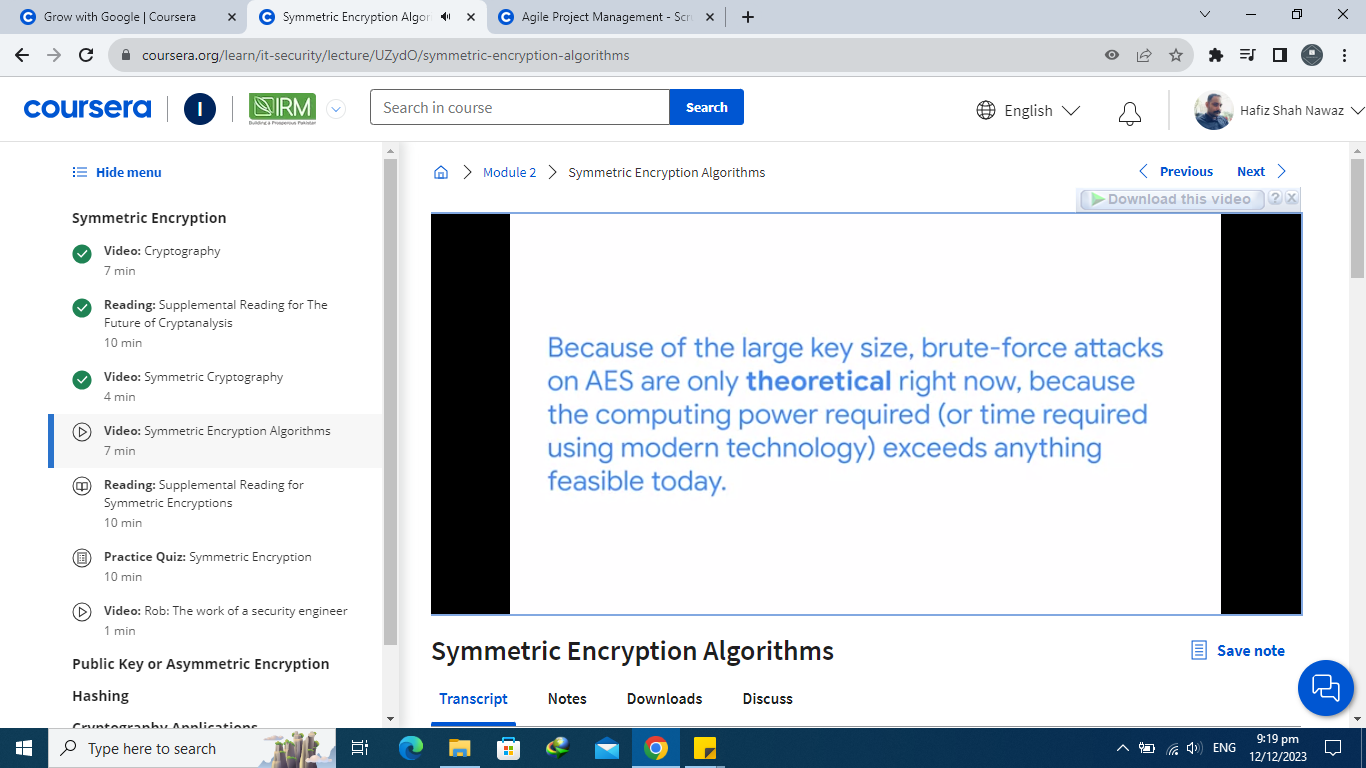 Grow with Google | Coursera
Symmetric Encryption Algor
Agile Project Management - Scr
coursera.org/learn/it-security/lecture/UZydO/symmetric-encryption-algorithms
coursera
I
IRM
Search in course
Search
English
Hafiz Shah Nawaz
Hide menu
Module 2
Symmetric Encryption Algorithms
Previous
Next
Download this video
?
X
Symmetric Encryption
Video: Cryptography
7 min
Reading: Supplemental Reading for The
Future of Cryptanalysis
10 min
Video: Symmetric Cryptography
4 min
Video: Symmetric Encryption Algorithms
7 min
Reading: Supplemental Reading for
Symmetric Encryptions
10 min
Practice Quiz: Symmetric Encryption
10 min
Video: Rob: The work of a security engineer
1 min
Public Key or Asymmetric Encryption
Hashing
Cryptography Applications
Because of the large key size, brute-force attacks
on AES are only theoretical right now, because
the computing power required (or time required
using modern technology) exceeds anything
feasible today.
Symmetric Encryption Algorithms
Save note
Transcript
Notes
Downloads
Discuss
Type here to search
ENG
9:19 pm
12/12/2023